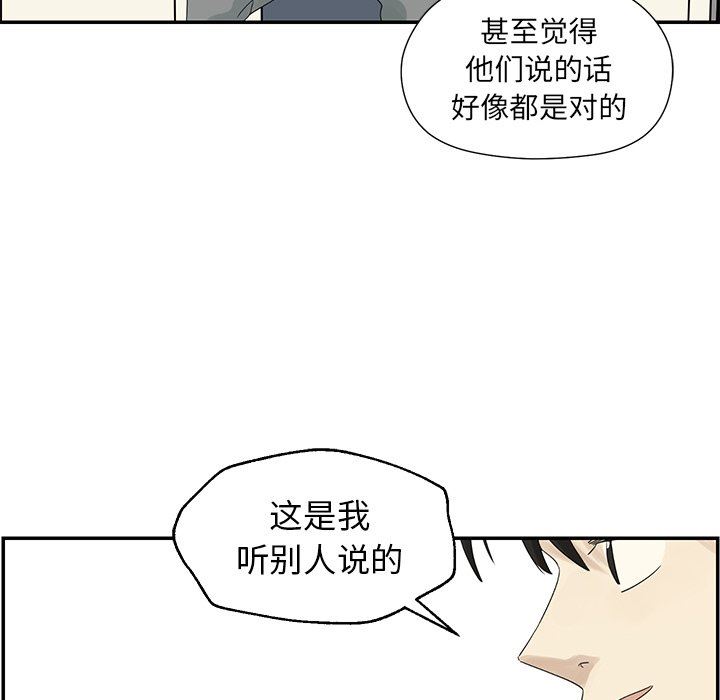 甚至觉得
他们说的话
好像都是对的
这是我
听别人说的